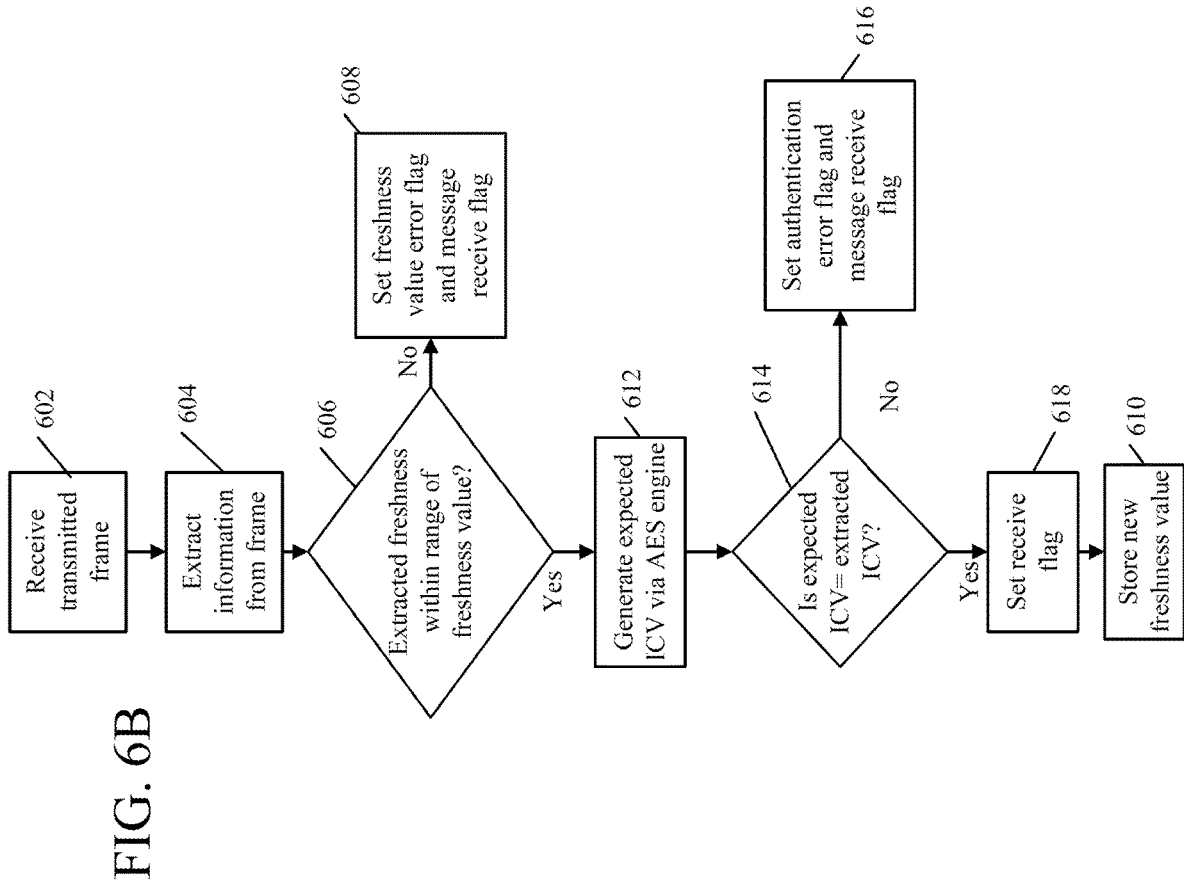 FIG. 6B
602
Receive
transmitted
frame
604
Extract
information
from frame
606
Extracted freshness
within range of
freshness value?
No
608
Set freshness
value error flag
and message
receive flag
Yes
612
Generate expected
ICV via AES engine
614
Is expected
ICV= extracted
ICV?
No
616
Set authentication
error flag and
message receive
flag
Yes
618
Set receive
flag
610
Store new
freshness value